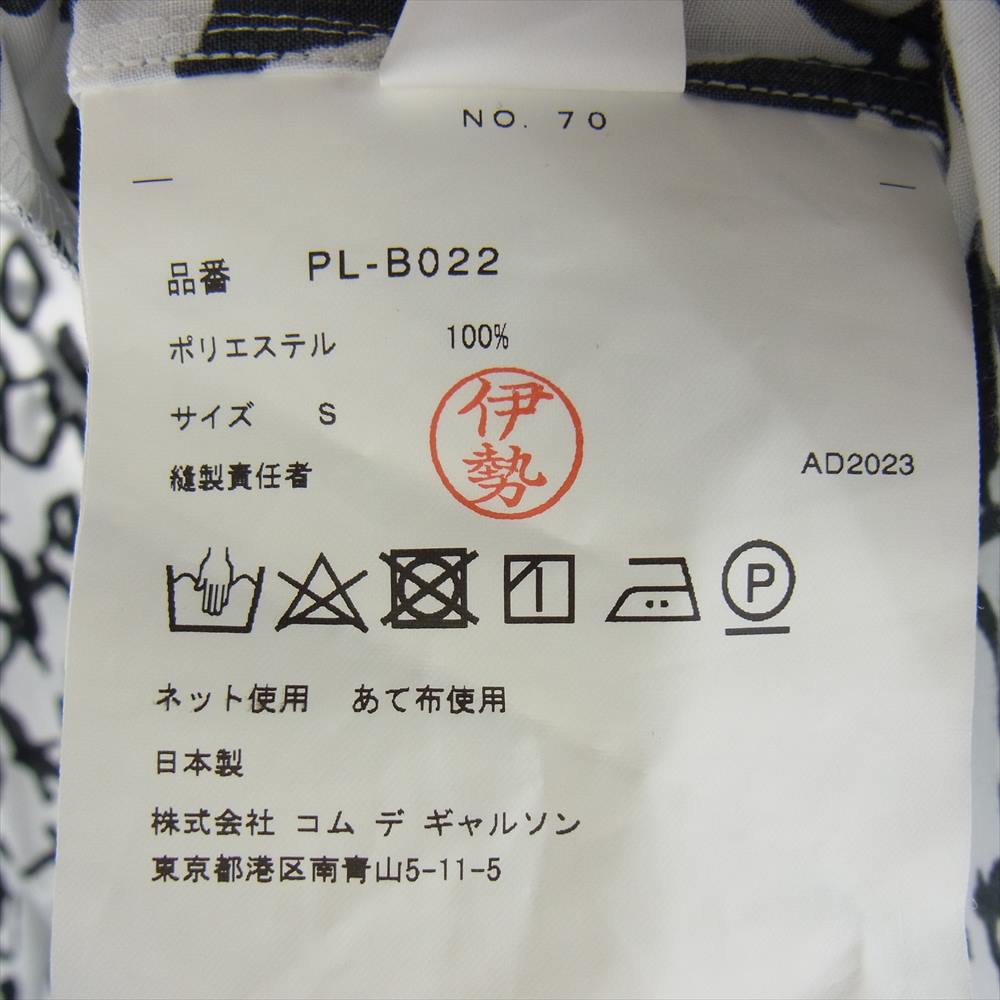 NO. 70
品番 PL-B022
ポリエステル 100%
サイズ S
伊勢
縫製責任者
AD2023
P
ネット使用 あて布使用
日本製
株式会社 コム デ ギャルソン
東京都港区南青山5-11-5